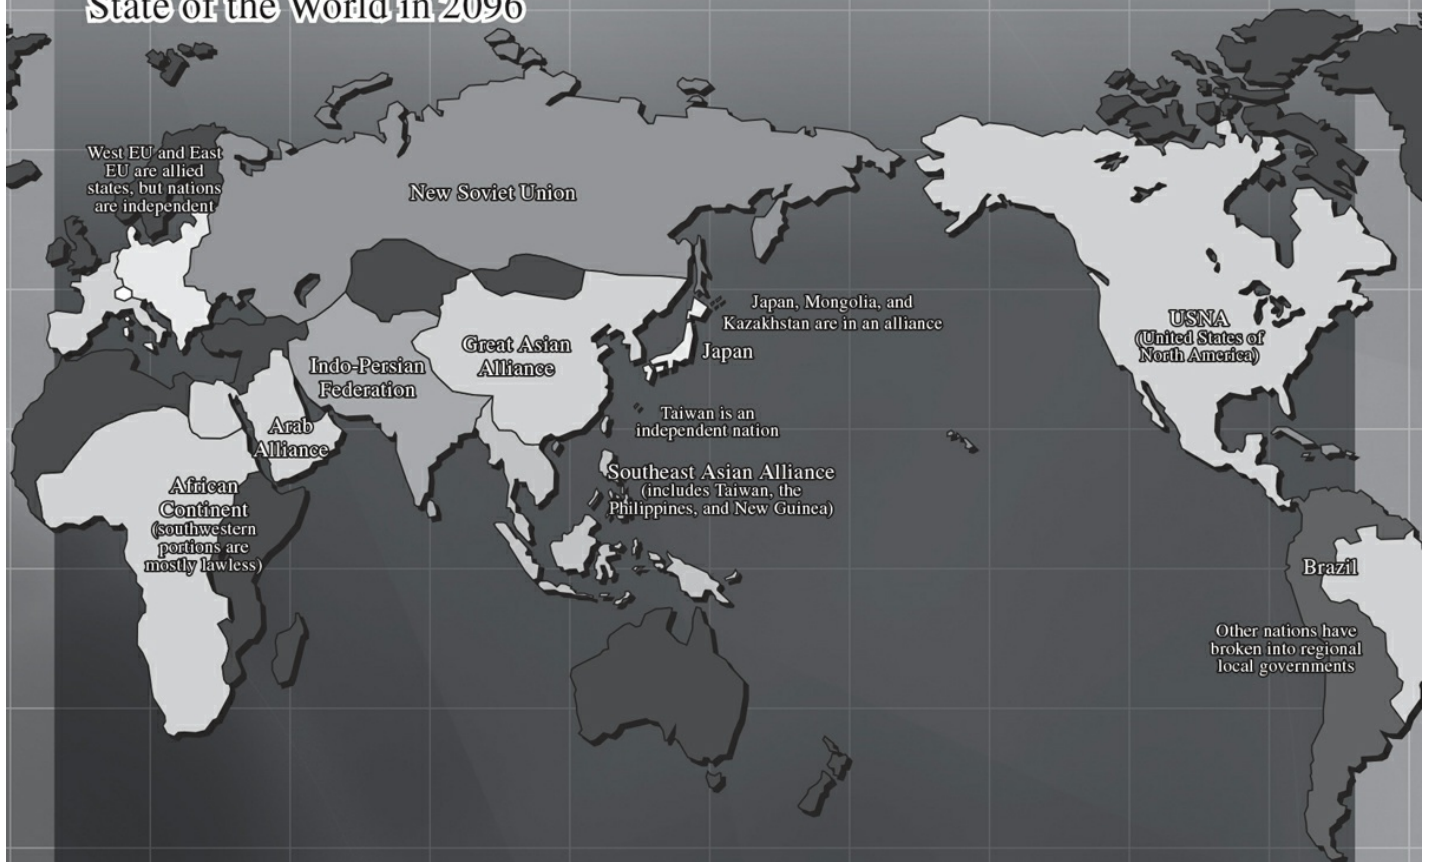 State of the World in 2096
West EU and East
EU are allied
states, but nations
are independent
New Soviet Union
Japan, Mongolia, and
Kazakhstan are in an alliance
Japan
USNA
(United States of
North America)
Great Asian
Alliance
Indo-Persian
Federation
Arab
Alliance
Taiwan is an
independent nation
Southeast Asian Alliance
(includes Taiwan, the
Philippines, and New Guinea)
African
Continent
(southwestern
portions are
mostly lawless)
Brazil
Other nations have
broken into regional
local governments